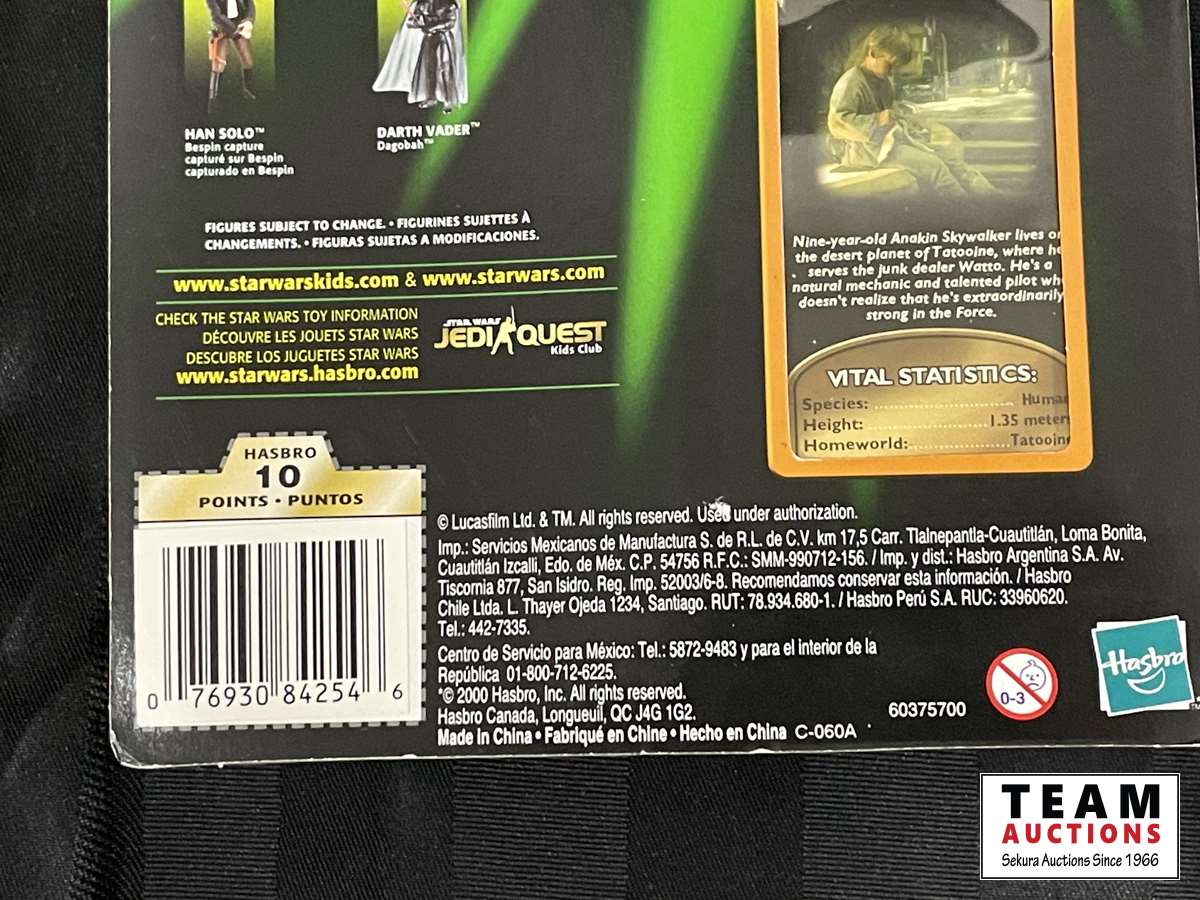 HAN SOLO™
Bespin capture
capturé sur Bespin
capturado en Bespin
DARTH VADER™
Dagobah™
FIGURES SUBJECT TO CHANGE. • FIGURINES SUJETTES À
CHANGEMENTS. • FIGURAS SUJETAS A MODIFICACIONES.
www.starwarskids.com & www.starwars.com
CHECK THE STAR WARS TOY INFORMATION
DÉCOUVRE LES JOUETS STAR WARS
DESCUBRE LOS JUGUETES STAR WARS
www.starwars.hasbro.com
STAR WARS
JEDI QUEST
Kids Club
Nine-year-old Anakin Skywalker lives on
the desert planet of Tatooine, where he
serves the junk dealer Watto. He's a
natural mechanic and talented pilot who
doesn't realize that he's extraordinarily
strong in the Force.
VITAL STATISTICS:
Species: .......................... Human
Height: ...................... 1.35 meter
Homeworld: .................. Tatooine
HASBRO
10
POINTS • PUNTOS
0 76930 84254 6
© Lucasfilm Ltd. & TM. All rights reserved. Used under authorization.
Imp.: Servicios Mexicanos de Manufactura S. de R.L. de C.V. km 17,5 Carr. Tlalnepantla-Cuautitlán, Loma Bonita,
Cuautitlán Izcalli, Edo. de Méx. C.P. 54756 R.F.C.: SMM-990712-156. / Imp. y dist.: Hasbro Argentina S.A. Av.
Tiscornia 877, San Isidro. Reg. Imp. 52003/6-8. Recomendamos conservar esta información. / Hasbro
Chile Ltda. L. Thayer Ojeda 1234, Santiago. RUT: 78.934.680-1. / Hasbro Perú S.A. RUC: 33960620.
Tel.: 442-7335.
Centro de Servicio para México: Tel.: 5872-9483 y para el interior de la
República 01-800-712-6225.
*© 2000 Hasbro, Inc. All rights reserved.
Hasbro Canada, Longueuil, QC J4G 1G2.
Made In China • Fabriqué en Chine • Hecho en China C-060A
60375700
0-3
Hasbro
TM
TEAM
AUCTIONS
Sekura Auctions Since 1966